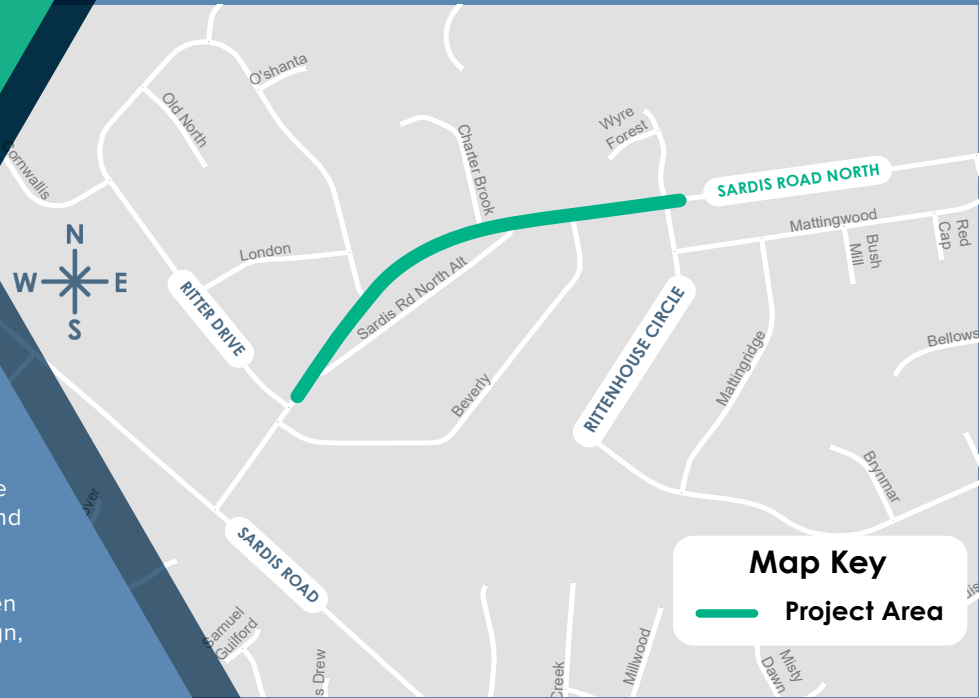 O'shanta
Old North
Cornwallis
Wyre
Forest
Charter Brook
SARDIS ROAD NORTH
Mattingwood
Red
Cap
Bush
Mill
N
W E
S
London
RITTER DRIVE
Sardis Rd North Alt
RITTENHOUSE CIRCLE
Mattingridge
Bellows
Beverly
Brynmar
SARDIS ROAD
Map Key
Project Area
Samuel
Guilford
s Drew
Creek
Millwood
Misty
Dawn
gn,